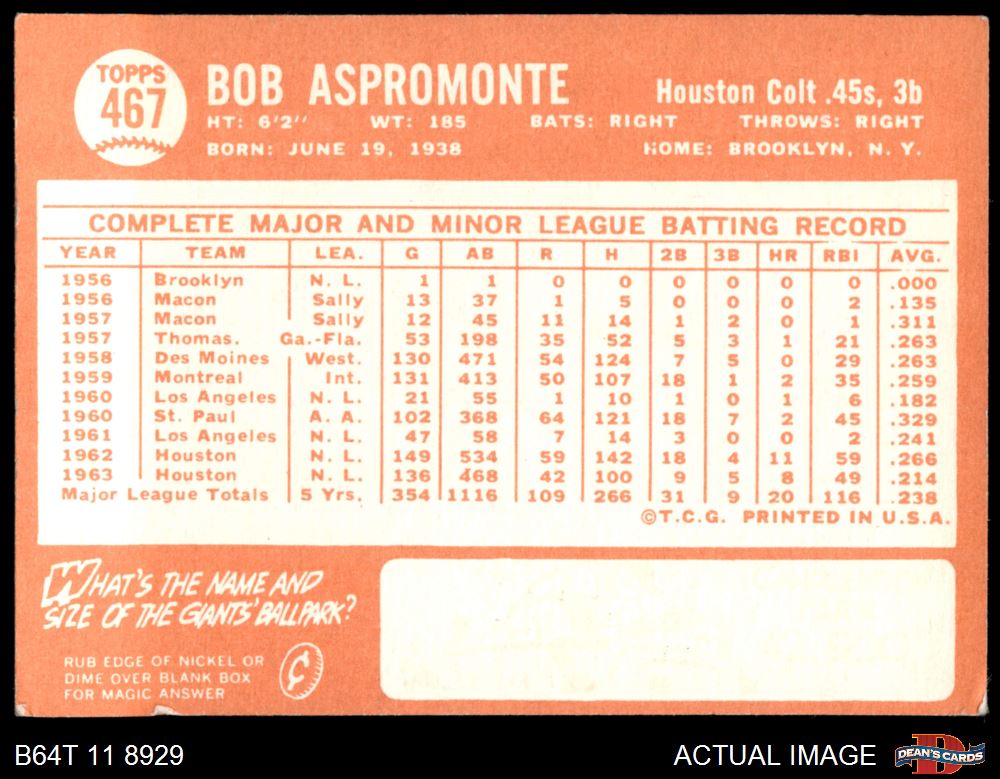 TOPPS
467
BOB ASPROMONTE
Houston Colt .45s, 3b
HT: 6'2" WT: 185 BATS: RIGHT THROWS: RIGHT
BORN: JUNE 19, 1938 HOME: BROOKLYN, N. Y.
COMPLETE MAJOR AND MINOR LEAGUE BATTING RECORD
YEAR TEAM LEA. G AB R H 2B 3B HR RBI AVG.
1956 Brooklyn N. L. 1 1 0 0 0 0 0 0 .000
1956 Macon Sally 13 37 1 5 0 0 0 2 .135
1957 Macon Sally 12 45 11 14 1 2 0 1 .311
1957 Thomas. Ga.-Fla. 53 198 35 52 5 3 1 21 .263
1958 Des Moines West. 130 471 54 124 7 5 0 29 .263
1959 Montreal Int. 131 413 50 107 18 1 2 35 .259
1960 Los Angeles N. L. 21 55 1 10 1 0 1 6 .182
1960 St. Paul A. A. 102 368 64 121 18 7 2 45 .329
1961 Los Angeles N. L. 47 58 7 14 3 0 0 2 .241
1962 Houston N. L. 149 534 59 142 18 4 11 59 .266
1963 Houston N. L. 136 468 42 100 9 5 8 49 .214
Major League Totals 5 Yrs. 354 1116 109 266 31 9 20 116 .238
©T.C.G. PRINTED IN U.S.A.
WHAT'S THE NAME AND
SIZE OF THE GIANTS' BALLPARK?
RUB EDGE OF NICKEL OR
DIME OVER BLANK BOX
FOR MAGIC ANSWER
¢
B64T 11 8929
ACTUAL IMAGE
DEAN'S CARDS